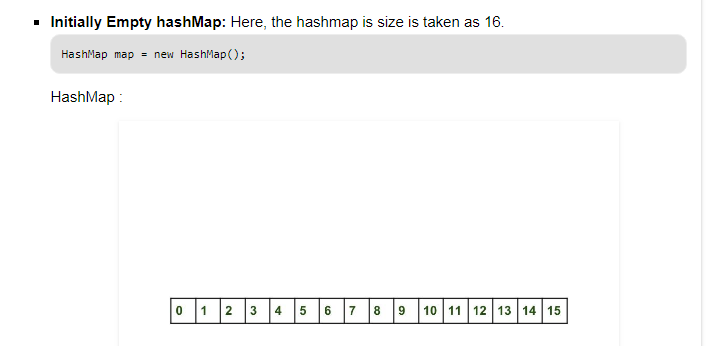 Initially Empty hashMap: Here, the hashmap is size is taken as 16.
HashMap map = new HashMap();
HashMap :
0 1 2 3 4 5 6 7 8 9 10 11 12 13 14 15